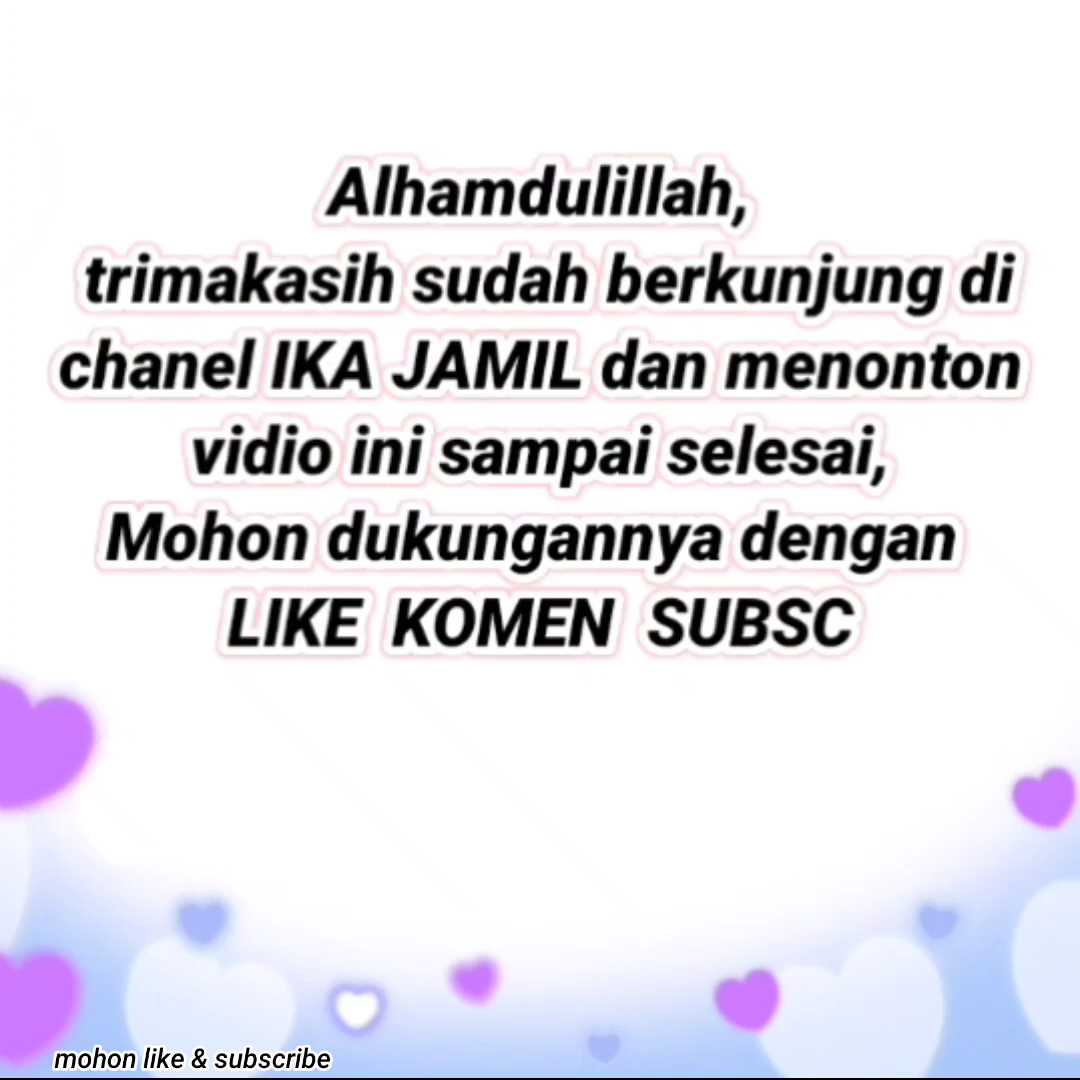 Alhamdulillah,
trimakasih sudah berkunjung di
chanel IKA JAMIL dan menonton
vidio ini sampai selesai,
Mohon dukungannya dengan
LIKE KOMEN SUBSC
mohon like & subscribe